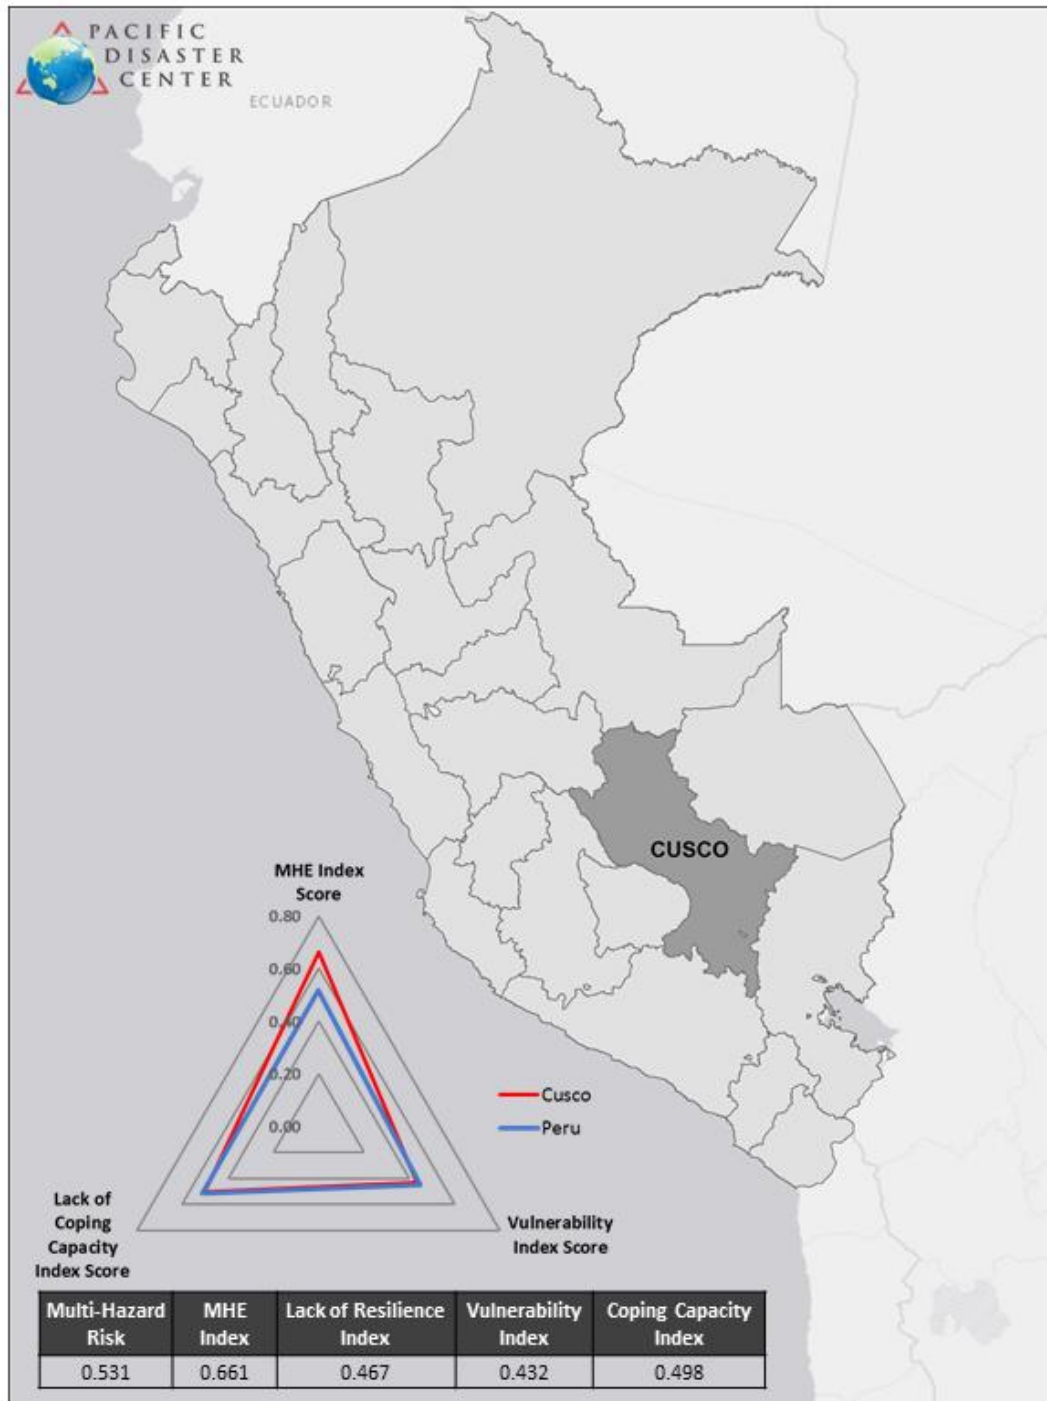 PACIFIC
DISASTER
CENTER
ECUADOR
CUSCO
MHE Index
Score
0.80
0.60
0.40
0.20
0.00
Cusco
Peru
Lack of
Coping
Capacity
Index Score
Vulnerability
Index Score
Multi-Hazard Risk MHE Index Lack of Resilience Index Vulnerability Index Coping Capacity Index
0.531 0.661 0.467 0.432 0.498